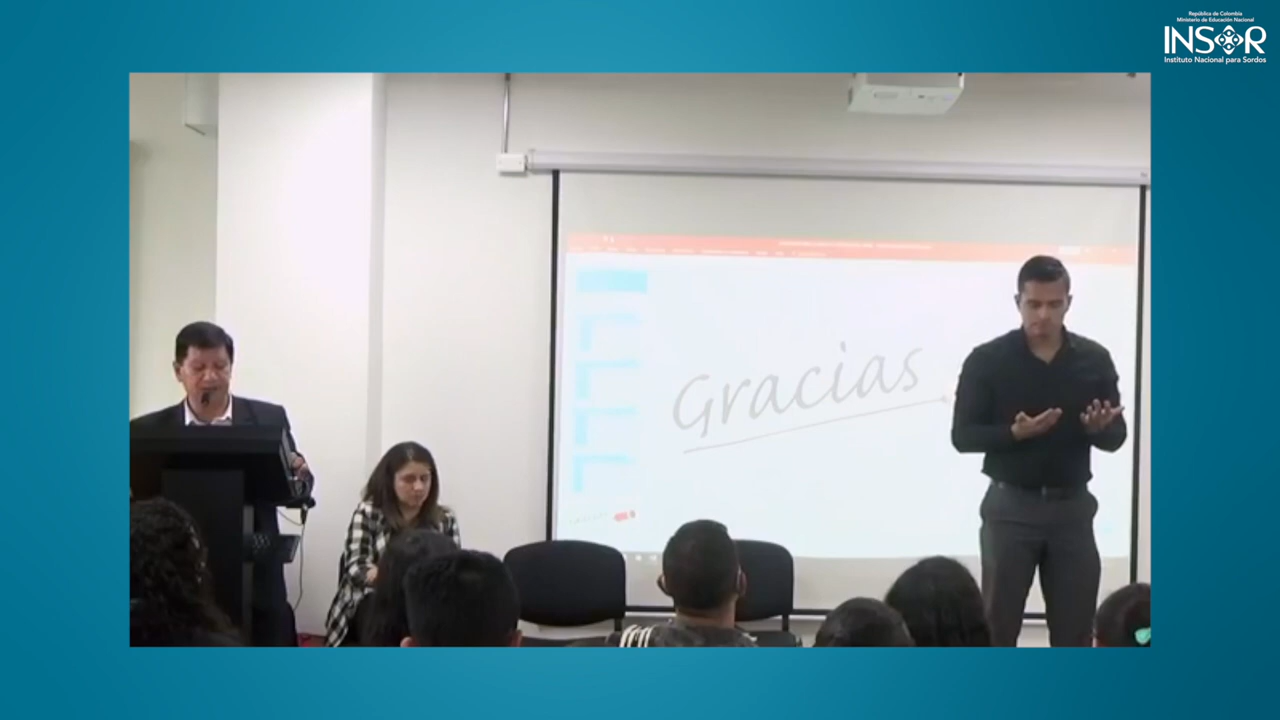 República de Colombia
Ministerio de Educación Nacional
INSOR
Instituto Nacional para Sordos
Gracias